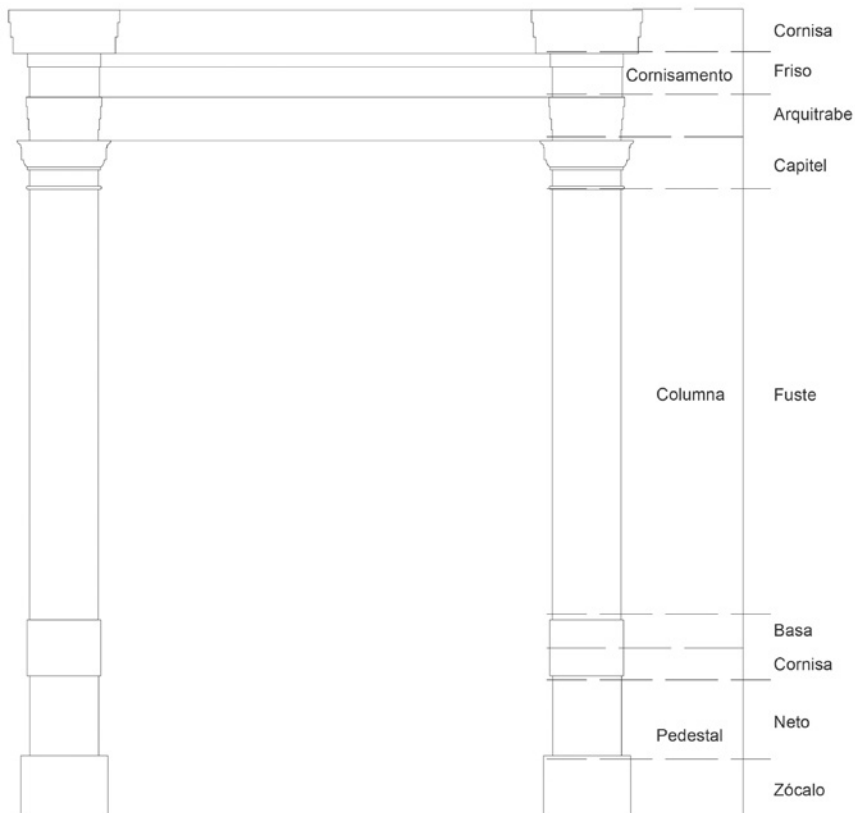 Cornisa
Cornisamento
Friso
Arquitrabe
Capitel
Columna
Fuste
Basa
Cornisa
Neto
Pedestal
Zócalo